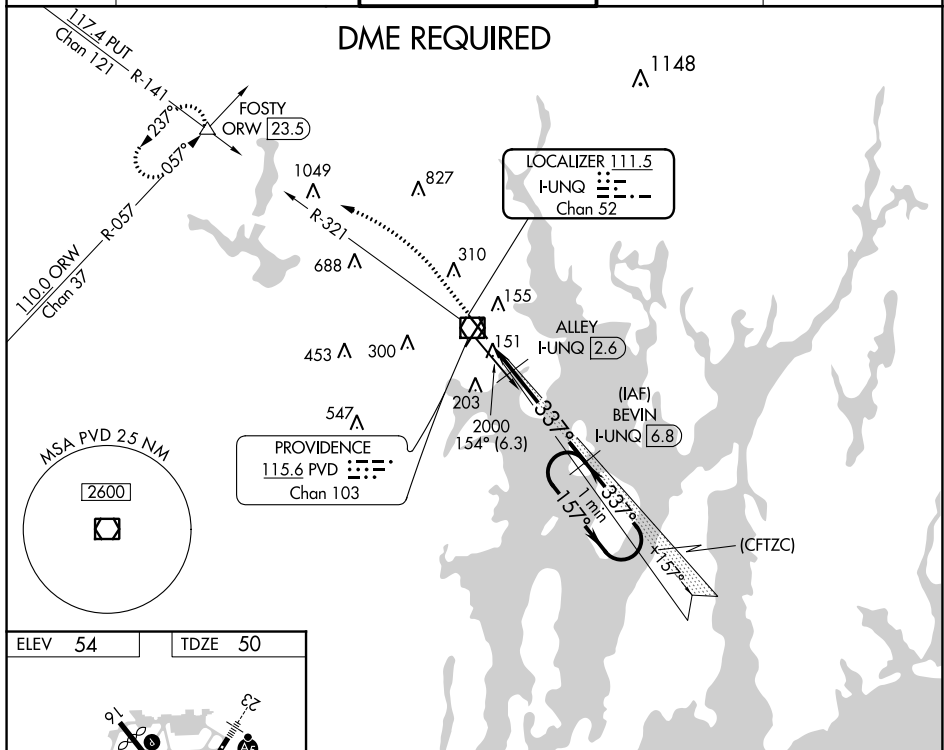 DME REQUIRED
117.4 PUT
Chan 121
R-141
1148
FOSTY
ORW 23.5
237°
057°
LOCALIZER 111.5
I-UNQ
Chan 52
1049
827
R-057
R-321
110.0 ORW
Chan 37
688
310
155
ALLEY
I-UNQ 2.6
151
453
300
203
(IAF)
BEVIN
I-UNQ 6.8
337°
547
2000
154° (6.3)
MSA PVD 25 NM
2600
PROVIDENCE
115.6 PVD
Chan 103
1 min
337°
157°
(CFTZC)
x157°
ELEV 54
TDZE 50
16
23
P
A5